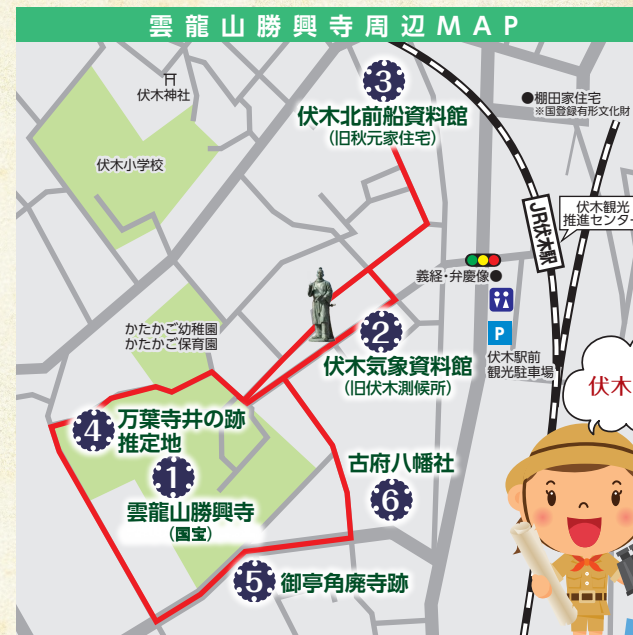 雲龍山勝興寺周辺MAP
伏木神社
3
伏木北前船資料館
(旧秋元家住宅)
●棚田家住宅
※国登録有形文化財
伏木小学校
JR伏木駅
伏木観光
推進センター
義経・弁慶像●
かたかご幼稚園
かたかご保育園
2
伏木気象資料館
(旧伏木測候所)
P
伏木駅前
観光駐車場
伏木
4
万葉寺井の跡
推定地
1
雲龍山勝興寺
(国宝)
古府八幡社
6
5
御亭角廃寺跡